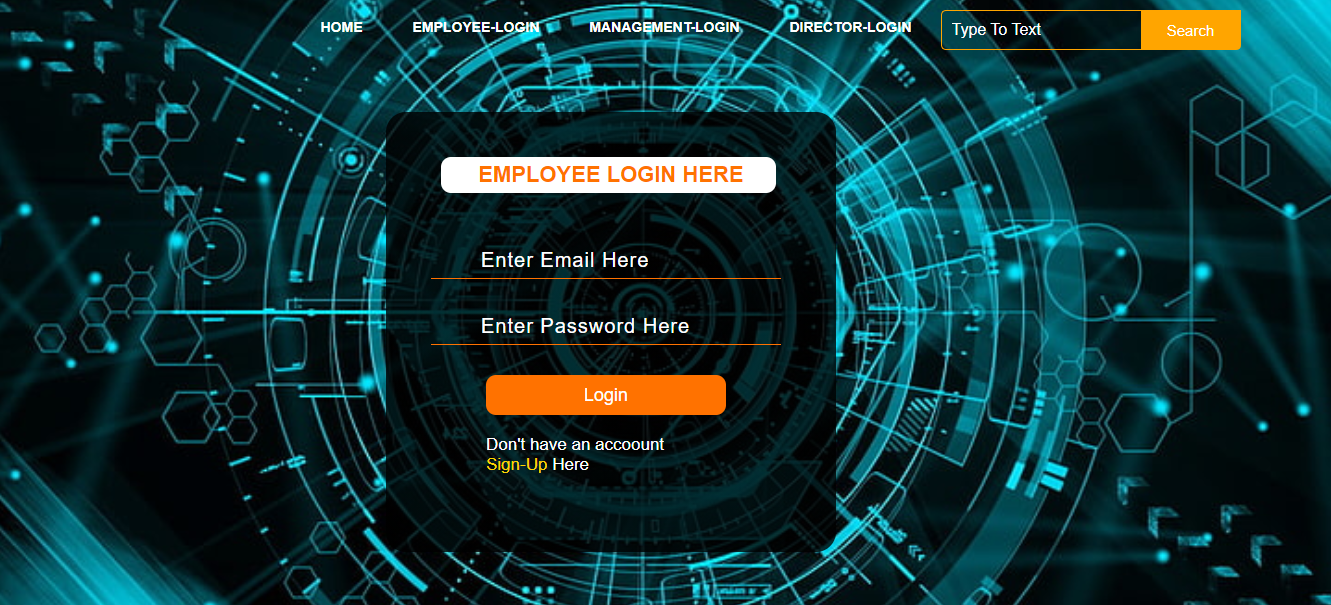 HOME EMPLOYEE-LOGIN MANAGEMENT-LOGIN DIRECTOR-LOGIN Type To Text Search
EMPLOYEE LOGIN HERE
Enter Email Here
Enter Password Here
Login
Don't have an accoount
Sign-Up Here